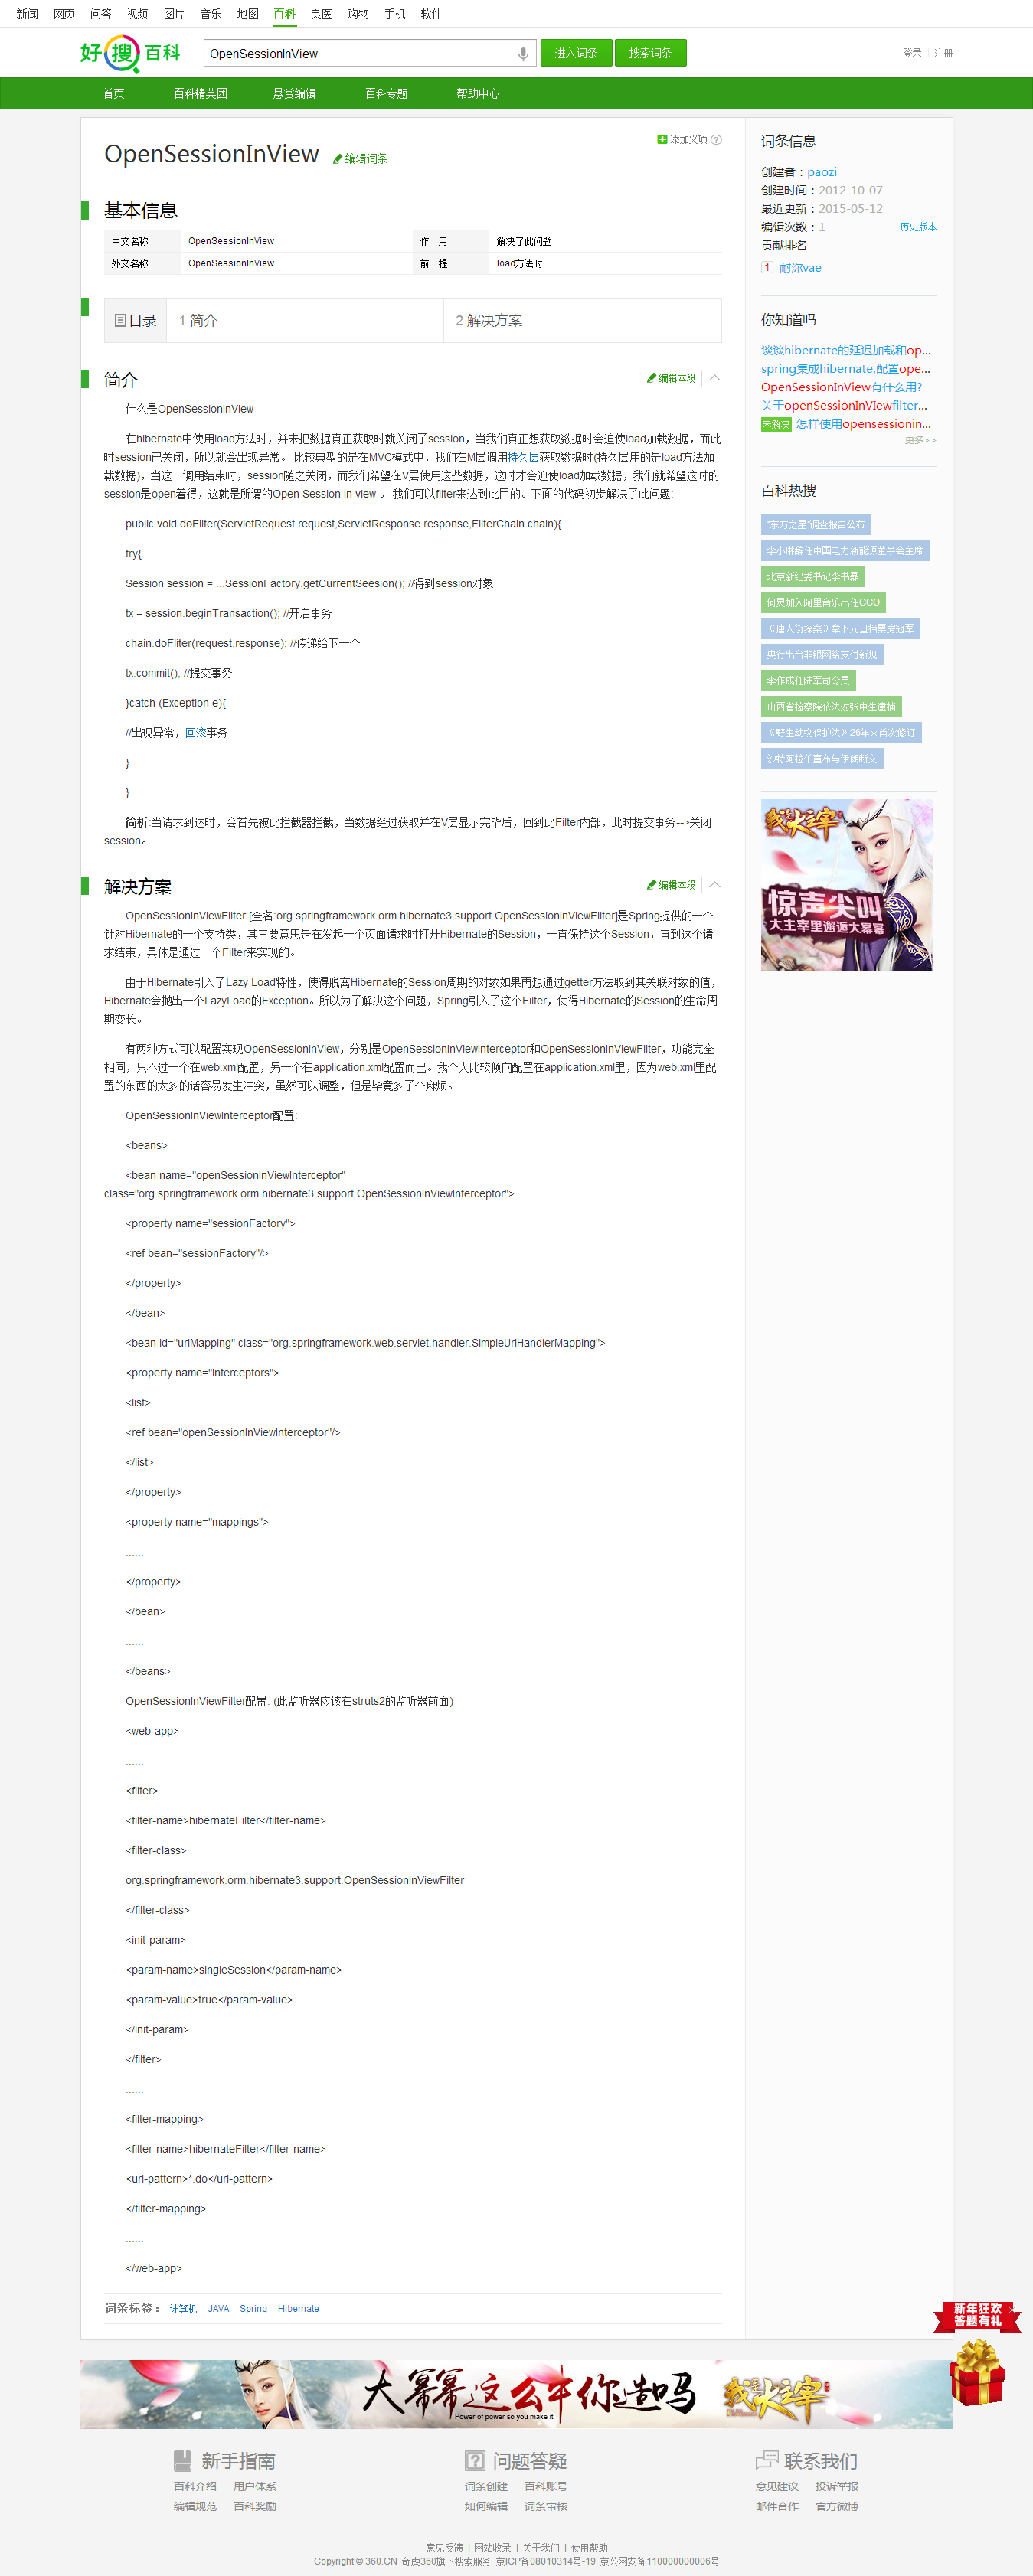 新闻 网页 问答 视频 图片 音乐 地图 百科 良医 购物 手机 软件
好搜百科
OpenSessionInView
进入词条 搜索词条
登录 注册
首页 百科精英团 悬赏编辑 百科专题 帮助中心
OpenSessionInView 编辑词条
添加义项 ?
基本信息
中文名称 OpenSessionInView 作 用 解决了此问题
外文名称 OpenSessionInView 前 提 load方法时
目录 1 简介 2 解决方案
简介 编辑本段
什么是OpenSessionInView
在hibernate中使用load方法时，并未把数据真正获取时就关闭了session，当我们真正想获取数据时会迫使load加载数据，而此
时session已关闭，所以就会出现异常。 比较典型的是在MVC模式中，我们在M层调用持久层获取数据时(持久层用的是load方法加
载数据)，当这一调用结束时，session随之关闭，而我们希望在V层使用这些数据，这时才会迫使load加载数据，我们就希望这时的
session是open着得，这就是所谓的Open Session In view 。 我们可以filter来达到此目的。下面的代码初步解决了此问题:
public void doFilter(ServletRequest request,ServletResponse response,FilterChain chain){
try{
Session session = ...SessionFactory.getCurrentSeesion(); //得到session对象
tx = session.beginTransaction(); //开启事务
chain.doFliter(request,response); //传递给下一个
tx.commit(); //提交事务
}catch (Exception e){
//出现异常，回滚事务
}
}
简析:当请求到达时，会首先被此拦截器拦截，当数据经过获取并在V层显示完毕后，回到此Filter内部，此时提交事务-->关闭
session。
解决方案 编辑本段
OpenSessionInViewFilter [全名:org.springframework.orm.hibernate3.support.OpenSessionInViewFilter]是Spring提供的一个
针对Hibernate的一个支持类，其主要意思是在发起一个页面请求时打开Hibernate的Session，一直保持这个Session，直到这个请
求结束，具体是通过一个Filter来实现的。
由于Hibernate引入了Lazy Load特性，使得脱离Hibernate的Session周期的对象如果再想通过getter方法取到其关联对象的值，
Hibernate会抛出一个LazyLoad的Exception。所以为了解决这个问题，Spring引入了这个Filter，使得Hibernate的Session的生命周
期变长。
有两种方式可以配置实现OpenSessionInView，分别是OpenSessionInViewInterceptor和OpenSessionInViewFilter，功能完全
相同，只不过一个在web.xml配置，另一个在application.xml配置而已。我个人比较倾向配置在application.xml里，因为web.xml里配
置的东西的太多的话容易发生冲突，虽然可以调整，但是毕竟多了个麻烦。
OpenSessionInViewInterceptor配置:
<beans>
<bean name="openSessionInViewInterceptor"
class="org.springframework.orm.hibernate3.support.OpenSessionInViewInterceptor">
<property name="sessionFactory">
<ref bean="sessionFactory"/>
</property>
</bean>
<bean id="urlMapping" class="org.springframework.web.servlet.handler.SimpleUrlHandlerMapping">
<property name="interceptors">
<list>
<ref bean="openSessionInViewInterceptor"/>
</list>
</property>
<property name="mappings">
......
</property>
</bean>
......
</beans>
OpenSessionInViewFilter配置: (此监听器应该在struts2的监听器前面)
<web-app>
......
<filter>
<filter-name>hibernateFilter</filter-name>
<filter-class>
org.springframework.orm.hibernate3.support.OpenSessionInViewFilter
</filter-class>
<init-param>
<param-name>singleSession</param-name>
<param-value>true</param-value>
</init-param>
</filter>
......
<filter-mapping>
<filter-name>hibernateFilter</filter-name>
<url-pattern>*.do</url-pattern>
</filter-mapping>
......
</web-app>
词条标签： 计算机 JAVA Spring Hibernate
词条信息
创建者：paozi
创建时间：2012-10-07
最近更新：2015-05-12
编辑次数：1 历史版本
贡献排名
1 耐沵vae
你知道吗
谈谈hibernate的延迟加载和op...
spring集成hibernate,配置ope...
OpenSessionInView有什么用?
关于openSessionInVIewfilter...
未解决 怎样使用opensessionin...
更多>>
百科热搜
"东方之星"调查报告公布
李小琳辞任中国电力新能源董事会主席
北京新纪委书记李书磊
何炅加入阿里音乐出任CCO
《唐人街探案》拿下元旦档票房冠军
央行出台非银网络支付新规
李作成任陆军司令员
山西省检察院依法对张中生逮捕
《野生动物保护法》26年来首次修订
沙特阿拉伯宣布与伊朗断交
我是大主宰
惊声尖叫
大主宰里邂逅大幂幂
新年狂欢
答题有礼
大幂幂这么牛你造吗
Power of power so you make it
我是大主宰
新手指南 问题答疑 联系我们
百科介绍 用户体系 词条创建 百科账号 意见建议 投诉举报
编辑规范 百科奖励 如何编辑 词条审核 邮件合作 官方微博
意见反馈 | 网站收录 | 关于我们 | 使用帮助
Copyright © 360.CN 奇虎360旗下搜索服务 京ICP备08010314号-19 京公网安备110000000006号